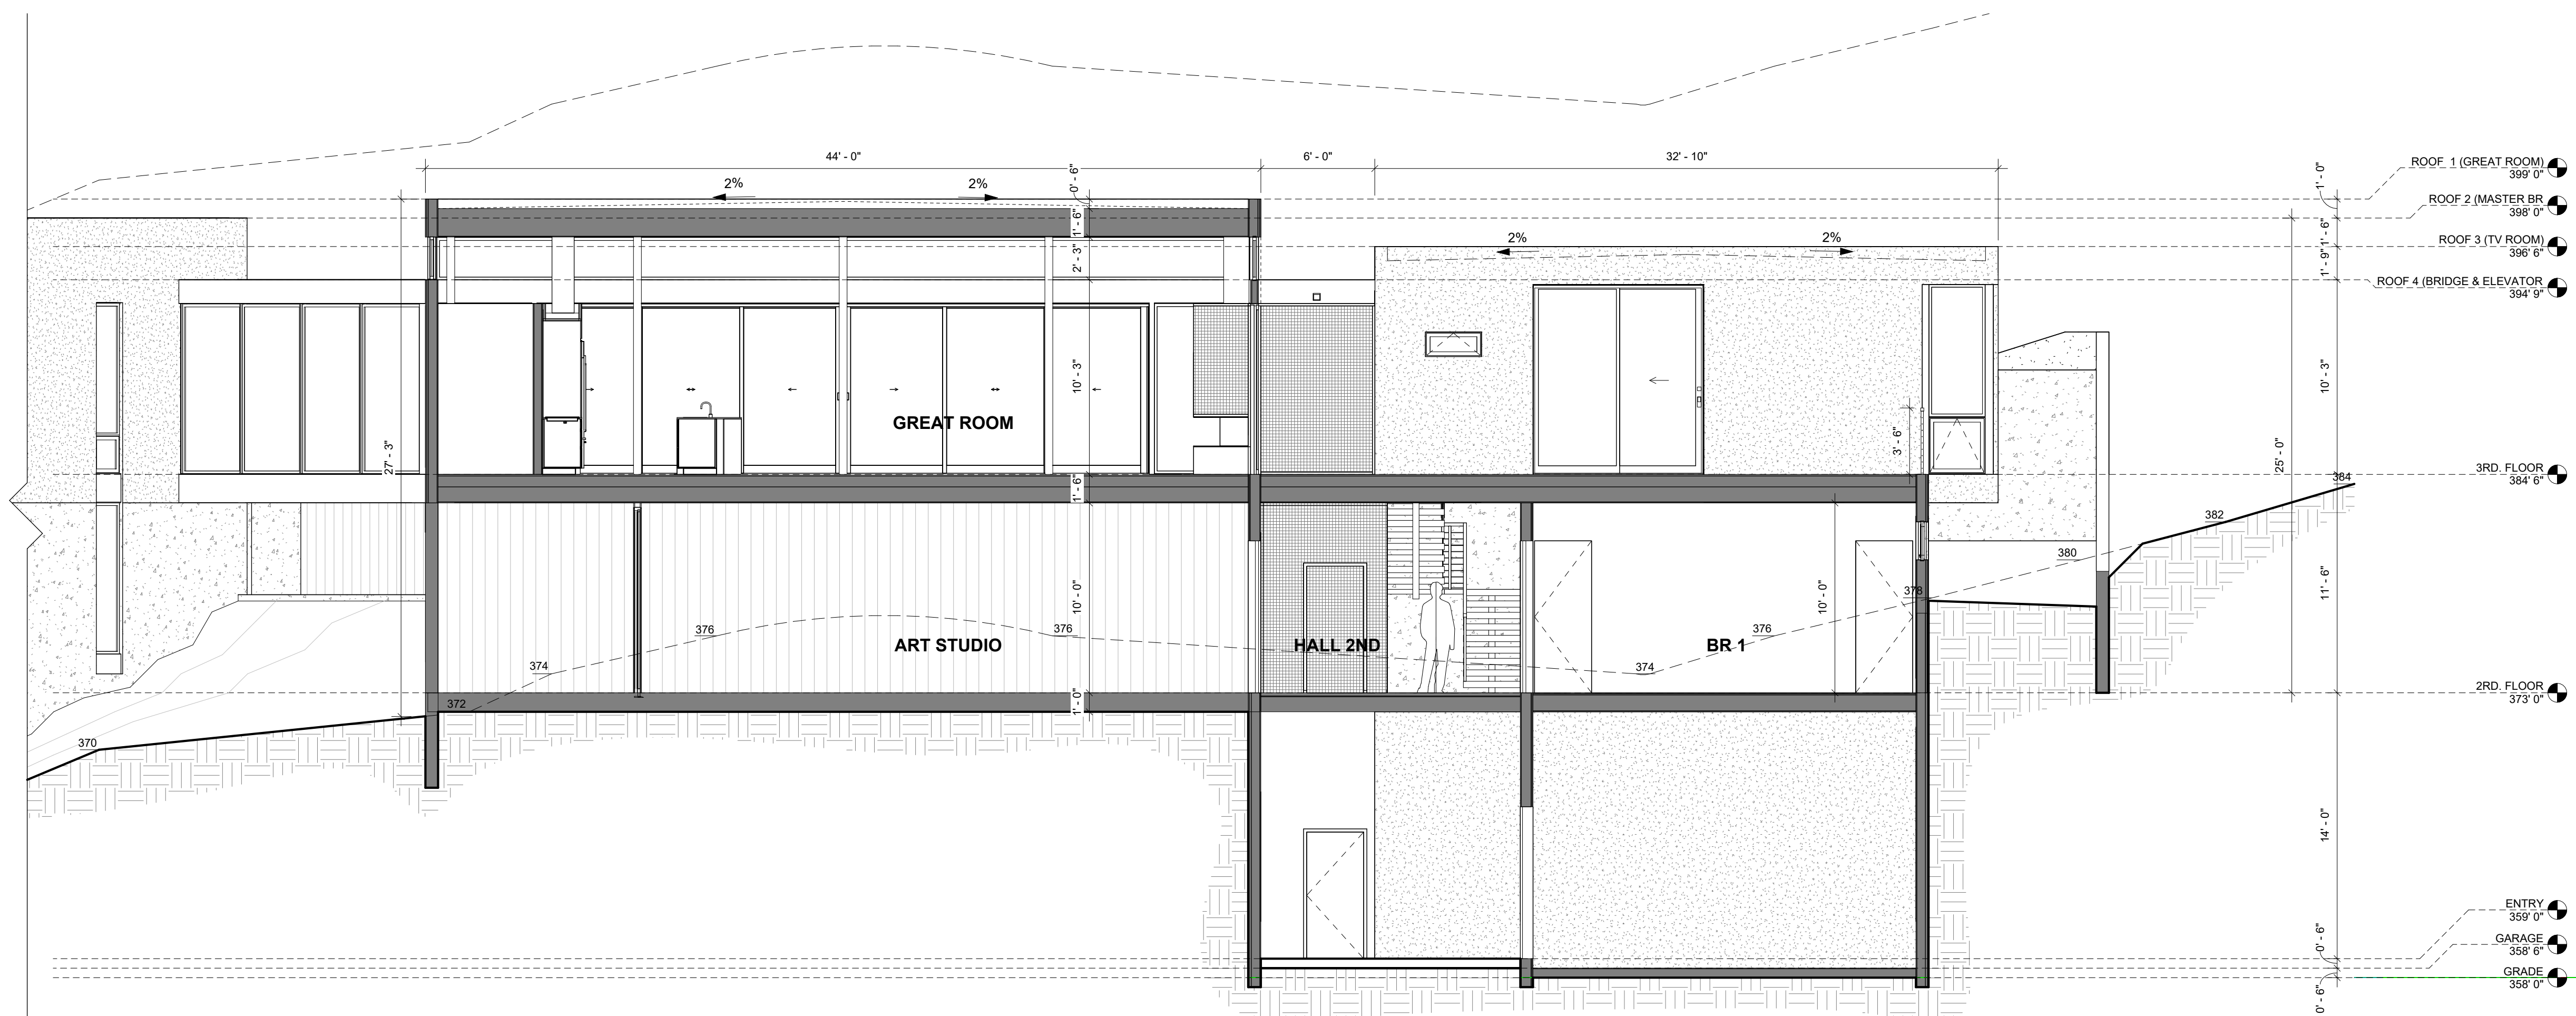 44' - 0"
6' - 0"
32' - 10"
0' - 6"
1' - 0"
ROOF  1 (GREAT ROOM)
399' 0"
2%
2%
ROOF 2 (MASTER BR
398' 0"
1' - 6"
1' - 6"
2%
2%
ROOF 3 (TV ROOM)
396' 6"
2' - 3"
1' - 9"
ROOF 4 (BRIDGE & ELEVATOR
394' 9"
10' - 3"
10' - 3"
GREAT ROOM
3' - 6"
27' - 3"
25' - 0"
3RD. FLOOR
384' 6"
1' - 6"
384
382
380
378
10' - 0"
10' - 0"
11' - 6"
376
376
376
ART STUDIO
HALL 2ND
BR 1
374
374
2RD. FLOOR
373' 0"
372
1' - 0"
370
14' - 0"
ENTRY
359' 0"
0' - 6"
GARAGE
358' 6"
GRADE
358' 0"
0' - 6"